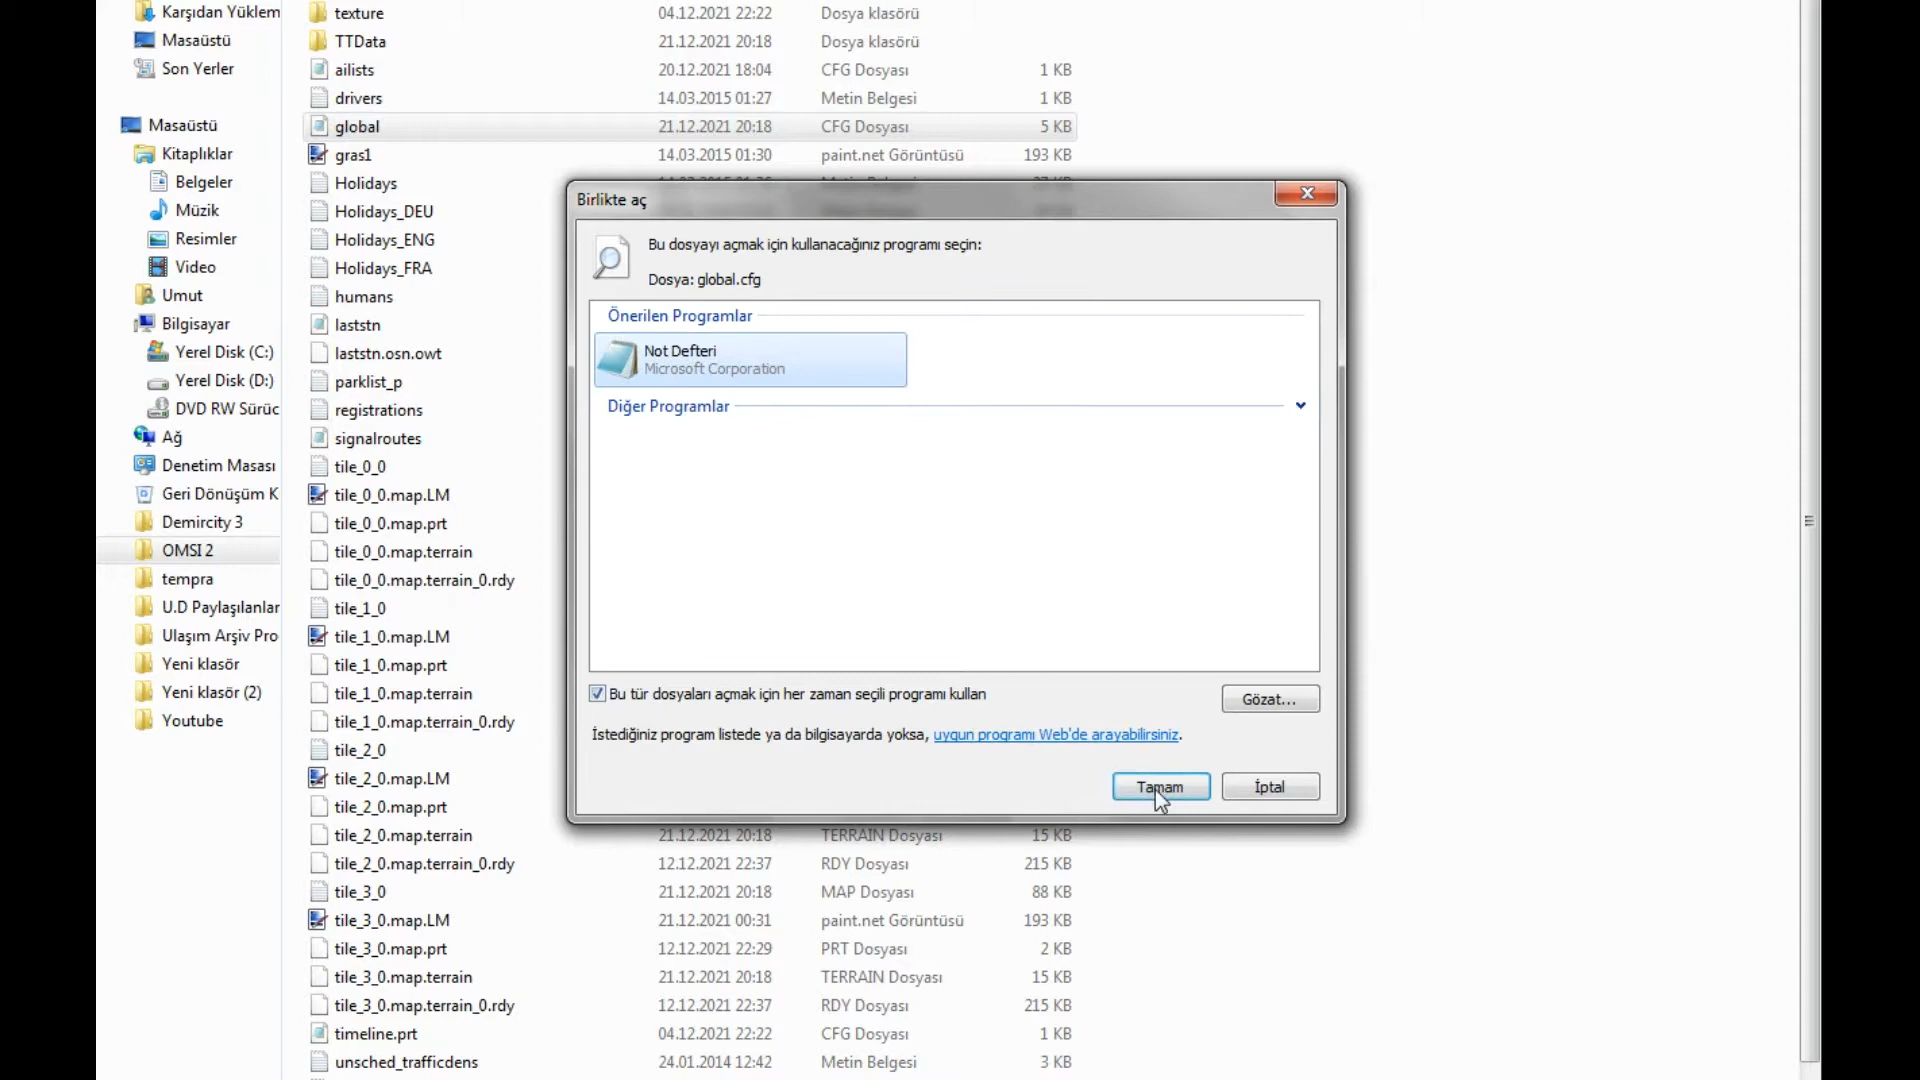 Karşıdan Yüklem
Masaüstü
Son Yerler
Masaüstü
Kitaplıklar
Belgeler
Müzik
Resimler
Video
Umut
Bilgisayar
Yerel Disk (C:)
Yerel Disk (D:)
DVD RW Sürüc
Ağ
Denetim Masası
Geri Dönüşüm K
Demircity 3
OMSI 2
tempra
U.D Paylaşılanlar
Ulaşım Arşiv Pro
Yeni klasör
Yeni klasör (2)
Youtube
texture 04.12.2021 22:22 Dosya klasörü
TTData 21.12.2021 20:18 Dosya klasörü
ailists 20.12.2021 18:04 CFG Dosyası 1 KB
drivers 14.03.2015 01:27 Metin Belgesi 1 KB
global 21.12.2021 20:18 CFG Dosyası 5 KB
gras1 14.03.2015 01:30 paint.net Görüntüsü 193 KB
Holidays
Holidays_DEU
Holidays_ENG
Holidays_FRA
humans
laststn
laststn.osn.owt
parklist_p
registrations
signalroutes
tile_0_0
tile_0_0.map.LM
tile_0_0.map.prt
tile_0_0.map.terrain
tile_0_0.map.terrain_0.rdy
tile_1_0
tile_1_0.map.LM
tile_1_0.map.prt
tile_1_0.map.terrain
tile_1_0.map.terrain_0.rdy
tile_2_0
tile_2_0.map.LM
tile_2_0.map.prt
tile_2_0.map.terrain 21.12.2021 20:18 TERRAIN Dosyası 15 KB
tile_2_0.map.terrain_0.rdy 12.12.2021 22:37 RDY Dosyası 215 KB
tile_3_0 21.12.2021 20:18 MAP Dosyası 88 KB
tile_3_0.map.LM 21.12.2021 00:31 paint.net Görüntüsü 193 KB
tile_3_0.map.prt 12.12.2021 22:29 PRT Dosyası 2 KB
tile_3_0.map.terrain 21.12.2021 20:18 TERRAIN Dosyası 15 KB
tile_3_0.map.terrain_0.rdy 12.12.2021 22:37 RDY Dosyası 215 KB
timeline.prt 04.12.2021 22:22 CFG Dosyası 1 KB
unsched_trafficdens 24.01.2014 12:42 Metin Belgesi 3 KB
Birlikte aç
Bu dosyayı açmak için kullanacağınız programı seçin:
Dosya: global.cfg
Önerilen Programlar
Not Defteri
Microsoft Corporation
Diğer Programlar
Bu tür dosyaları açmak için her zaman seçili programı kullan
Gözat...
İstediğiniz program listede ya da bilgisayarda yoksa, uygun programı Web'de arayabilirsiniz.
Tamam
İptal